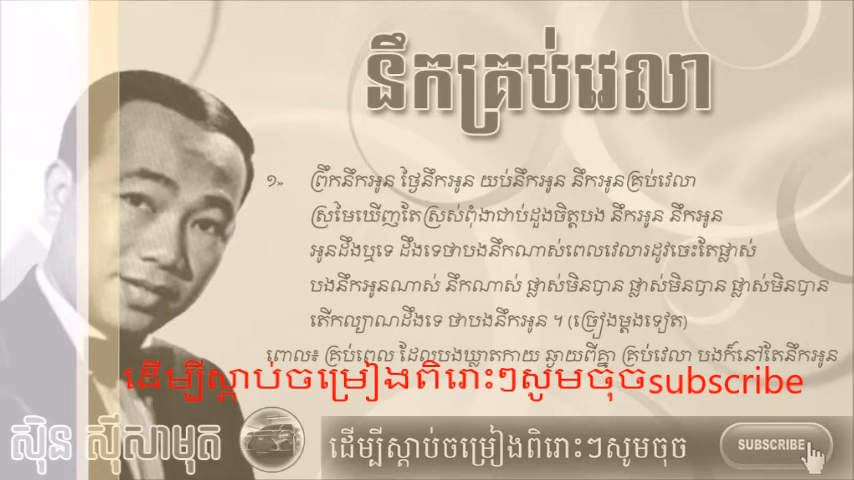 នឹកគ្រប់វេលា
១» ព្រឹកនឹកអូន ថ្ងៃនឹកអូន យប់នឹកអូន នឹកអូនគ្រប់វេលា
ស្រមៃឃើញតែស្រស់ពុំងាជាប់ដួងចិត្តបង នឹកអូន នឹកអូន
អូនដឹងឬទេ ដឹងទេថាបងនឹកណាស់ពេលវេលារដូវចេះតែផ្លាស់
បងនឹកអូនណាស់ នឹកណាស់ ផ្លាស់មិនបាន ផ្លាស់មិនបាន ផ្លាស់មិនបាន
តើកល្យាណដឹងទេ ថាបងនឹកអូន ។ (ច្រៀងម្តងទៀត)
ពោល៖ គ្រប់ពេល ដែលបងឃ្លាតកាយ ឆ្ងាយពីគ្នា គ្រប់វេលា បងក៏នៅតែនឹកអូន
ដើម្បីស្តាប់ចម្រៀងពិរោះៗសូមចុចsubscribe
ស៊ិន ស៊ីសាមុត
ដើម្បីស្តាប់ចម្រៀងពិរោះៗសូមចុច
SUBSCRIBE